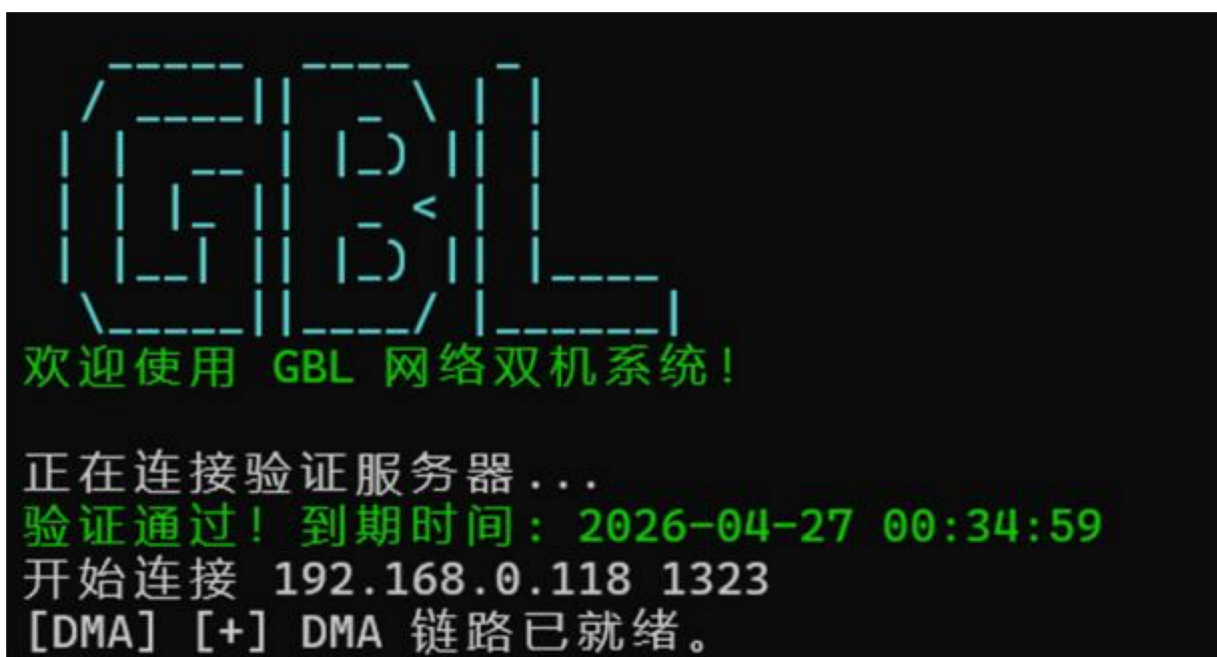 GBL
欢迎使用 GBL 网络双机系统!
正在连接验证服务器...
验证通过! 到期时间: 2026-04-27 00:34:59
开始连接 192.168.0.118 1323
[DMA] [+] DMA 链路已就绪。